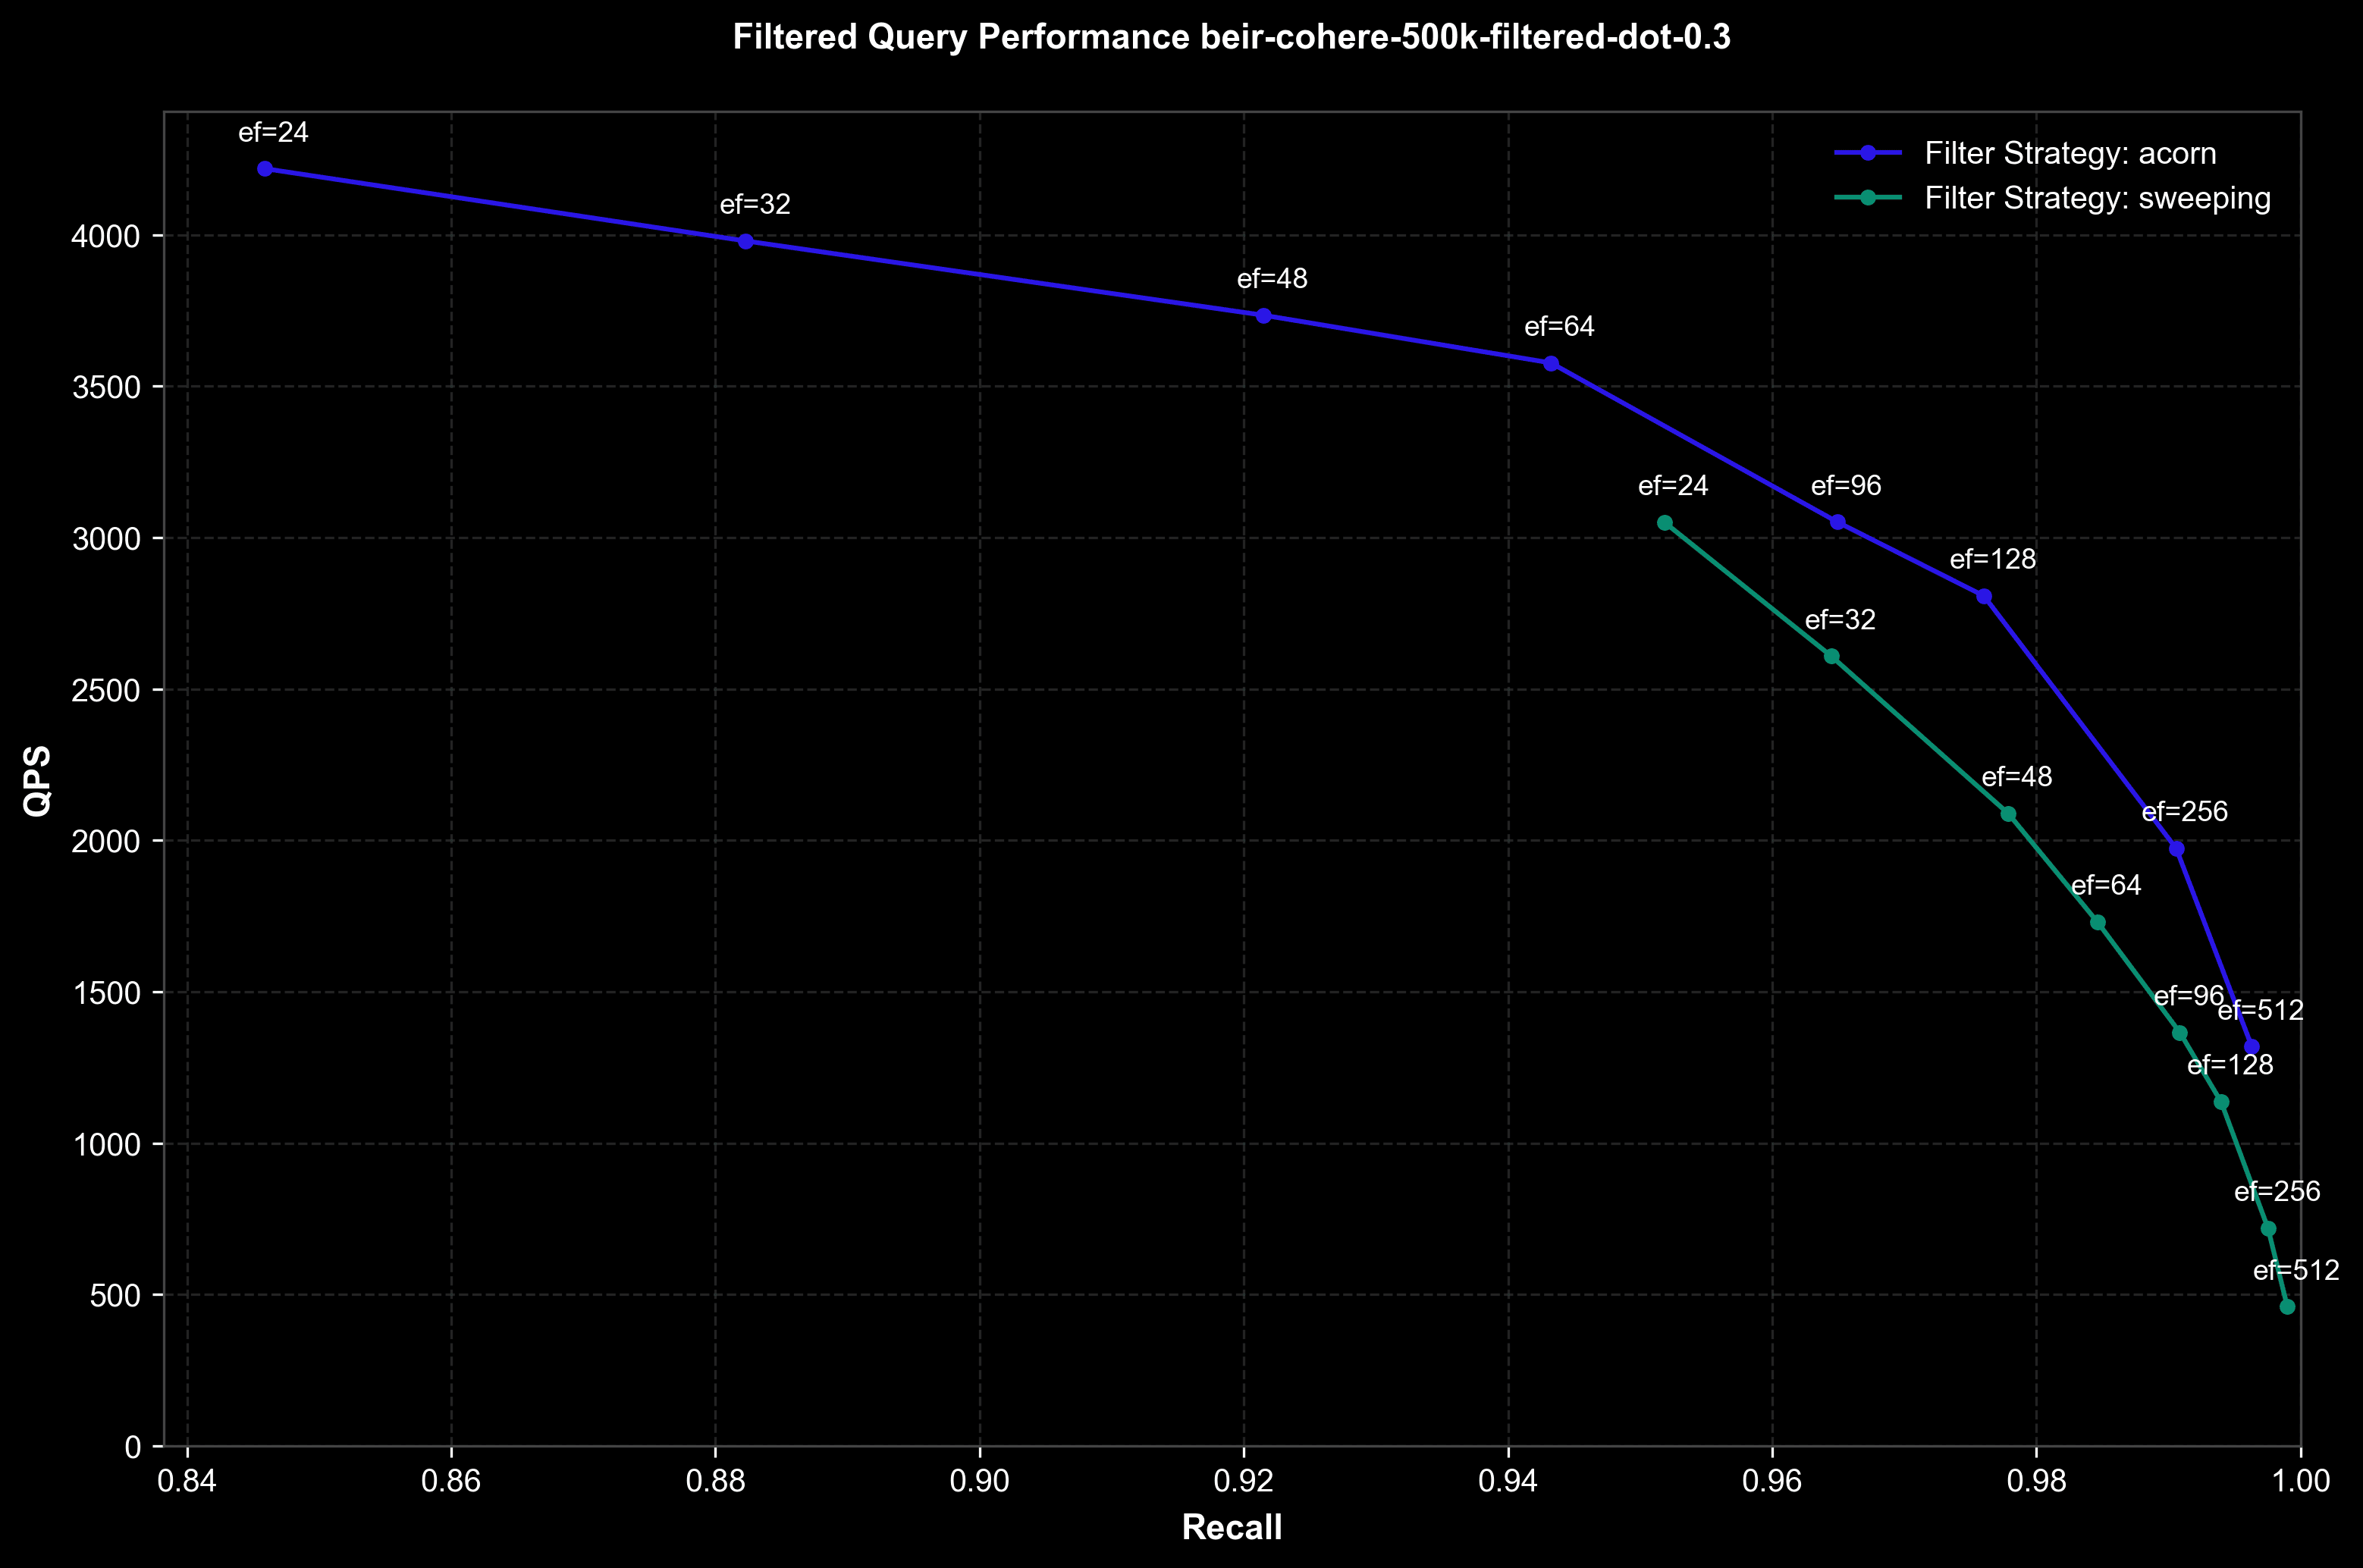 Filtered Query Performance beir-cohere-500k-filtered-dot-0.3
Filter Strategy: acorn
Filter Strategy: sweeping
ef=24
ef=32
ef=48
ef=64
ef=96
ef=128
ef=256
ef=512
ef=24
ef=32
ef=48
ef=64
ef=96
ef=128
ef=256
ef=512
QPS
4000
3500
3000
2500
2000
1500
1000
500
0
0.84 0.86 0.88 0.90 0.92 0.94 0.96 0.98 1.00
Recall